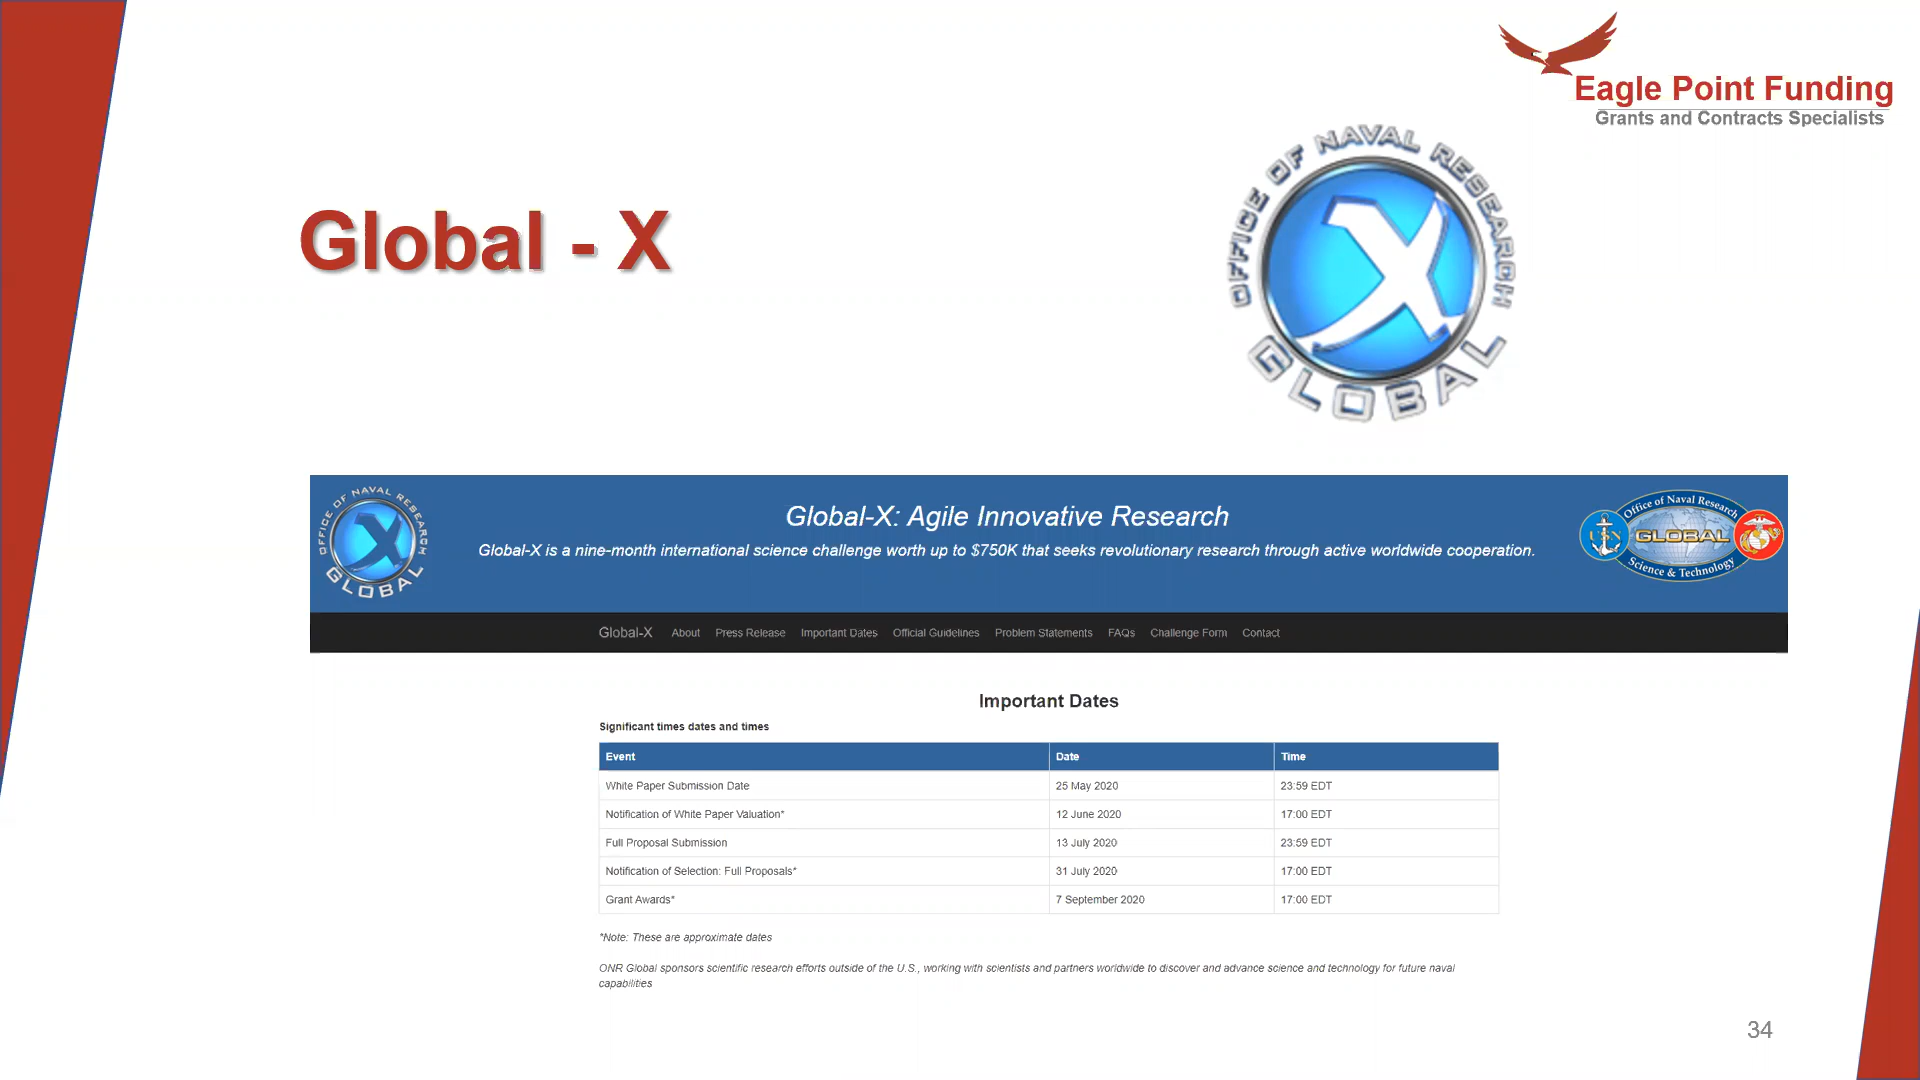 Eagle Point Funding
Grants and Contracts Specialists
OFFICE OF NAVAL RESEARCH
GLOBAL
Global - X
OFFICE OF NAVAL RESEARCH
GLOBAL
Global-X: Agile Innovative Research
Global-X is a nine-month international science challenge worth up to $750K that seeks revolutionary research through active worldwide cooperation.
Office of Naval Research
USN
GLOBAL
Science & Technology
Global-X About Press Release Important Dates Official Guidelines Problem Statements FAQs Challenge Form Contact
Important Dates
Significant times dates and times
Event Date Time
White Paper Submission Date 25 May 2020 23:59 EDT
Notification of White Paper Valuation* 12 June 2020 17:00 EDT
Full Proposal Submission 13 July 2020 23:59 EDT
Notification of Selection: Full Proposals* 31 July 2020 17:00 EDT
Grant Awards* 7 September 2020 17:00 EDT
*Note: These are approximate dates
ONR Global sponsors scientific research efforts outside of the U.S., working with scientists and partners worldwide to discover and advance science and technology for future naval
capabilities
34